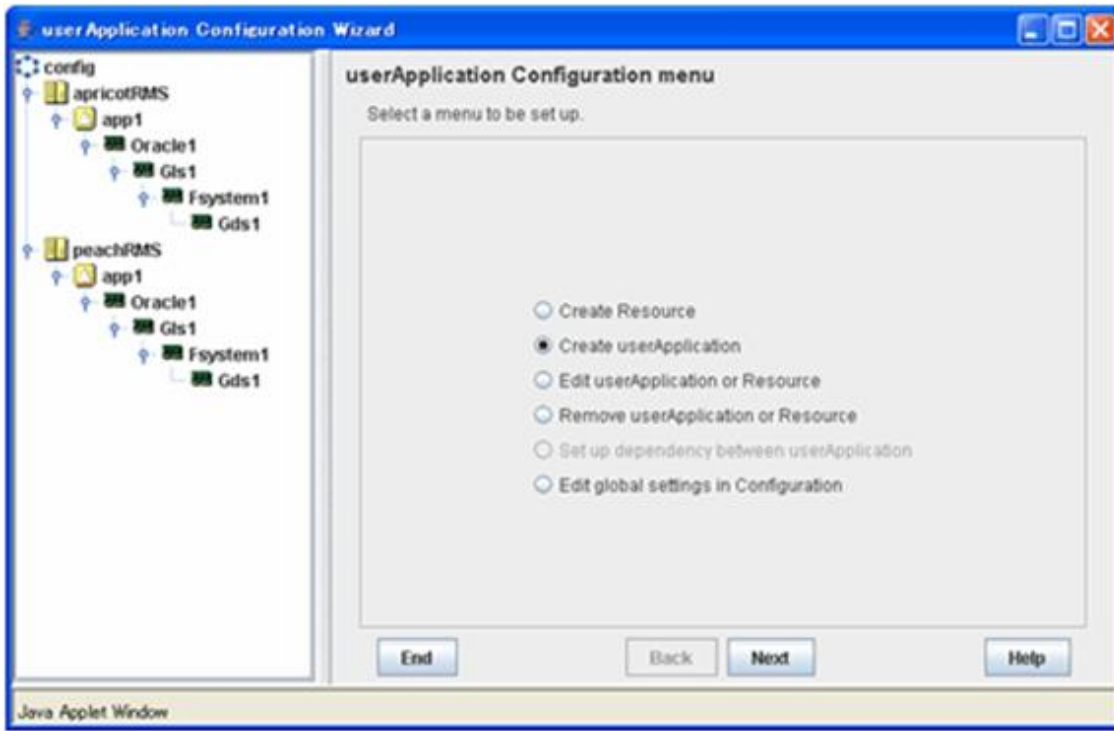 userApplication Configuration Wizard
config
apricotRMS
app1
Oracle1
Gls1
Fsystem1
Gds1
peachRMS
app1
Oracle1
Gls1
Fsystem1
Gds1
userApplication Configuration menu
Select a menu to be set up.
Create Resource
Create userApplication
Edit userApplication or Resource
Remove userApplication or Resource
Set up dependency between userApplication
Edit global settings in Configuration
End
Back
Next
Help
Java Applet Window